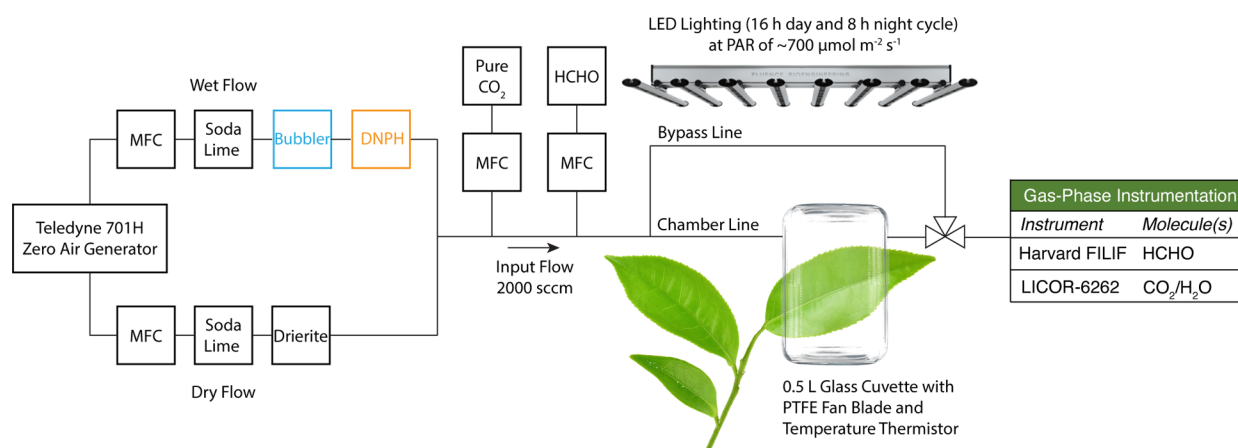 LED Lighting (16 h day and 8 h night cycle)
at PAR of ~700 μmol m⁻² s⁻¹
FLUENCE BIOENGINEERING
Wet Flow
Pure
CO₂
HCHO
MFC
Soda
Lime
Bubbler
DNPH
MFC
MFC
Bypass Line
Teledyne 701H
Zero Air Generator
Chamber Line
Input Flow
2000 sccm
Gas-Phase Instrumentation
Instrument Molecule(s)
Harvard FILIF HCHO
LICOR-6262 CO₂/H₂O
MFC
Soda
Lime
Drierite
Dry Flow
0.5 L Glass Cuvette with
PTFE Fan Blade and
Temperature Thermistor